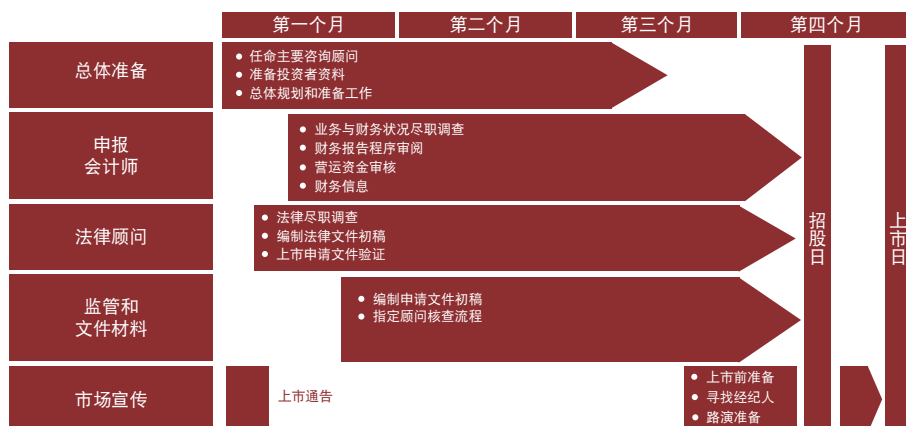 第一个月
第二个月
第三个月
第四个月
总体准备
任命主要咨询顾问
准备投资者资料
总体规划和准备工作
申报
会计师
业务与财务状况尽职调查
财务报告程序审阅
营运资金审核
财务信息
法律顾问
法律尽职调查
编制法律文件初稿
上市申请文件验证
监管和
文件材料
编制申请文件初稿
指定顾问核查流程
市场宣传
上市通告
上市前准备
寻找经纪人
路演准备
招股日
上市日